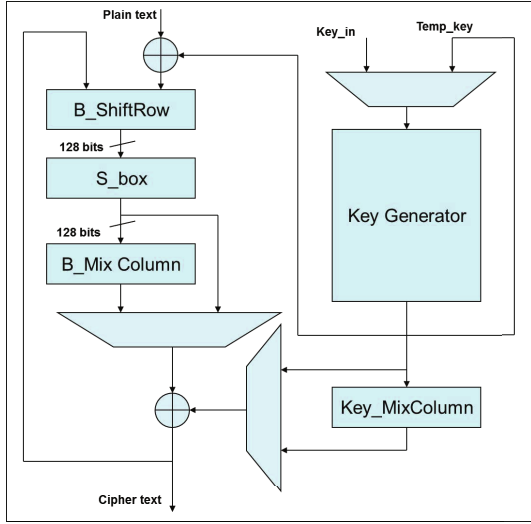 Plain text
Key_in
Temp_key
B_ShiftRow
128 bits
S_box
Key Generator
128 bits
B_Mix Column
Key_MixColumn
Cipher text